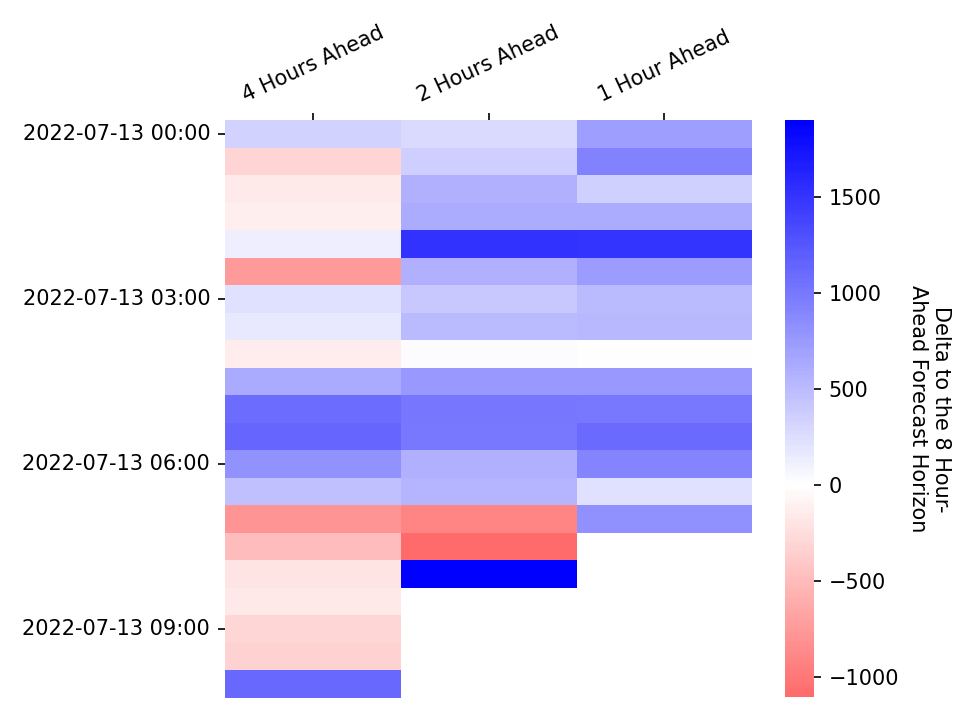 4 Hours Ahead
2 Hours Ahead
1 Hour Ahead
2022-07-13 00:00
2022-07-13 03:00
2022-07-13 06:00
2022-07-13 09:00
1500
1000
500
0
−500
−1000
Delta to the 8 Hour-
Ahead Forecast Horizon